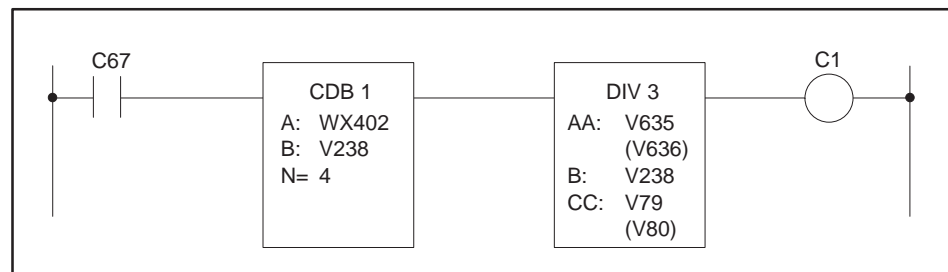 C67
CDB 1
A: WX402
B: V238
N= 4
DIV 3
AA: V635
(V636)
B: V238
CC: V79
(V80)
C1